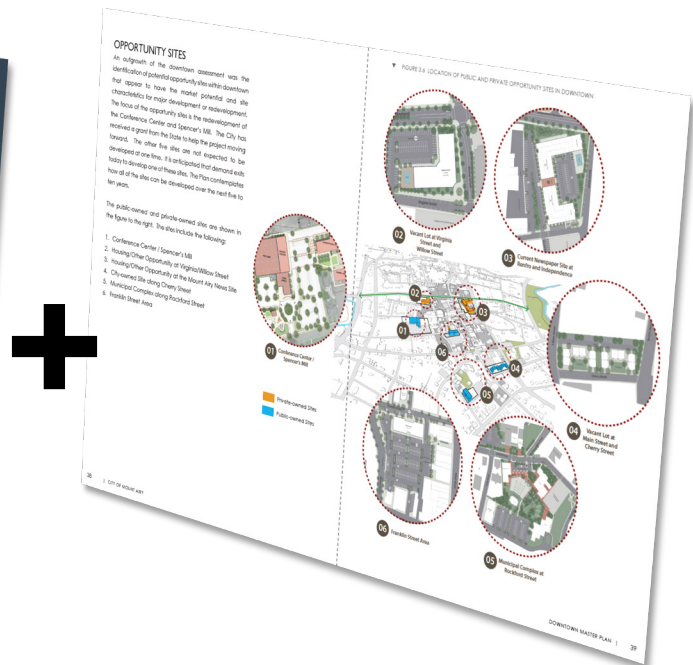 OPPORTUNITY SITES
An outgrowth of the downtown assessment was the
identification of potential opportunity sites within downtown
that appear to have the market potential and site
characteristics for major development or redevelopment.
The focus of the opportunity sites is the redevelopment of
the Conference Center and Spencer's Mill. The City has
received a grant from the State to help the project moving
forward. The other five sites are not expected to be
developed at one time. It is anticipated that demand exits
today to develop one of these sites. The Plan contemplates
how all of the sites can be developed over the next five to
ten years.
The public-owned and private-owned sites are shown in
the figure to the right. The sites include the following:
1. Conference Center / Spencer's Mill
2. Housing/Other Opportunity at Virginia/Willow Street
3. Housing/Other Opportunity at the Mount Airy News Site
4. City-owned Site along Cherry Street
5. Municipal Complex along Rockford Street
6. Franklin Street Area
38 | CITY OF MOUNT AIRY
▼ FIGURE 3.6 LOCATION OF PUBLIC AND PRIVATE OPPORTUNITY SITES IN DOWNTOWN
02 Vacant Lot at Virginia
Street and
Willow Street
03 Current Newspaper Site at
Renfro and Independence
01 Conference Center /
Spencer's Mill
02
03
01
06
04
05
Private-owned Sites
Public-owned Sites
04 Vacant Lot at
Main Street and
Cherry Street
06 Franklin Street Area
05 Municipal Complex at
Rockford Street
DOWNTOWN MASTER PLAN | 39